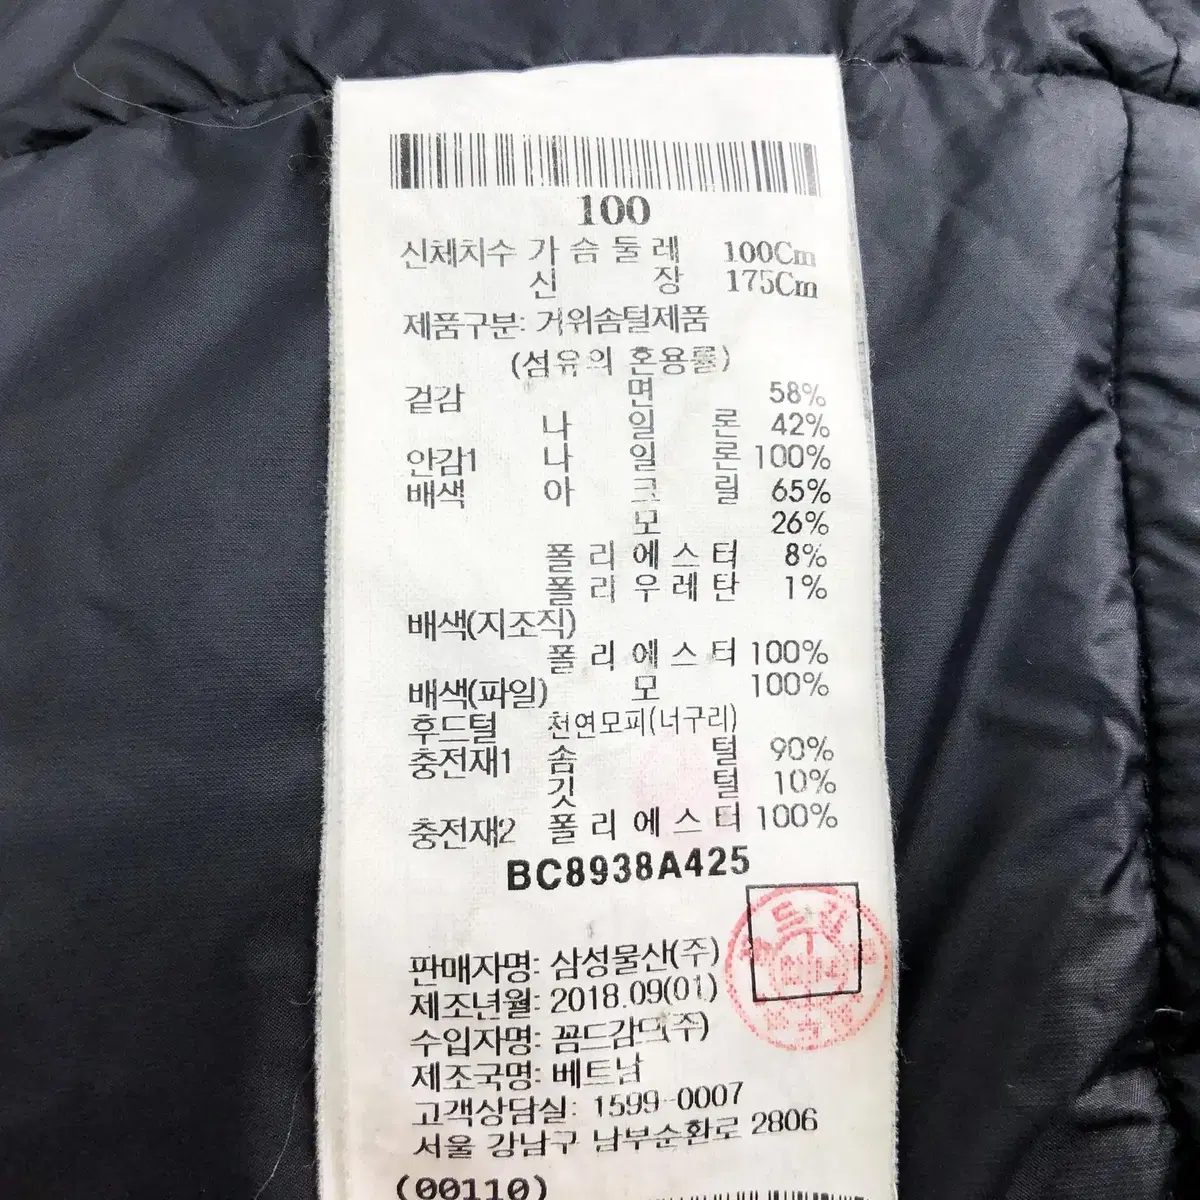 100
신체치수 가 슴 둘 레 100Cm
신 장 175Cm
제품구분: 거위솜털제품
(섬유의 혼용률)
겉감 면 58%
나 일 론 42%
안감1 나 일 론 100%
배색 아 크 릴 65%
모 26%
폴 리 에 스 터 8%
폴 리 우 레 탄 1%
배색(지조직)
폴 리 에 스 터 100%
배색(파일) 모 100%
후드털 천연모피(너구리)
충전재1 솜 털 90%
깃 털 10%
충전재2 폴 리 에 스 터 100%
BC8938A425
판매자명: 삼성물산(주)
제조년월: 2018.09(01)
수입자명: 꼼드감므(주)
제조국명: 베트남
고객상담실: 1599-0007
서울 강남구 남부순환로 2806
(00110)